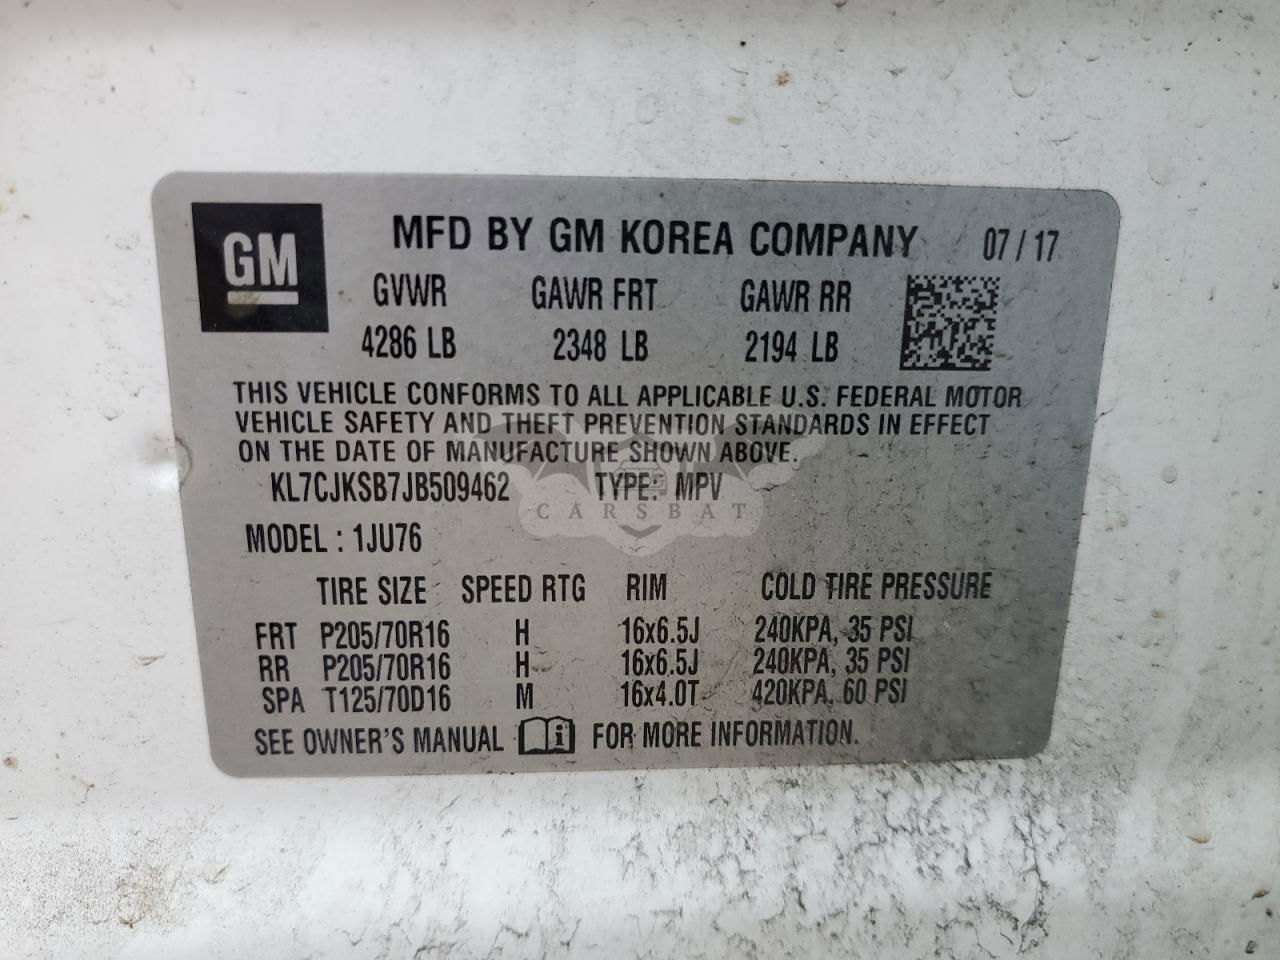 GM
MFD BY GM KOREA COMPANY 07 / 17
GVWR GAWR FRT GAWR RR
4286 LB 2348 LB 2194 LB
THIS VEHICLE CONFORMS TO ALL APPLICABLE U.S. FEDERAL MOTOR
VEHICLE SAFETY AND THEFT PREVENTION STANDARDS IN EFFECT
ON THE DATE OF MANUFACTURE SHOWN ABOVE.
KL7CJKSB7JB509462 TYPE: MPV
CARSBAT
MODEL : 1JU76
TIRE SIZE SPEED RTG RIM COLD TIRE PRESSURE
FRT P205/70R16 H 16x6.5J 240KPA, 35 PSI
RR P205/70R16 H 16x6.5J 240KPA, 35 PSI
SPA T125/70D16 M 16x4.0T 420KPA, 60 PSI
SEE OWNER'S MANUAL i FOR MORE INFORMATION.